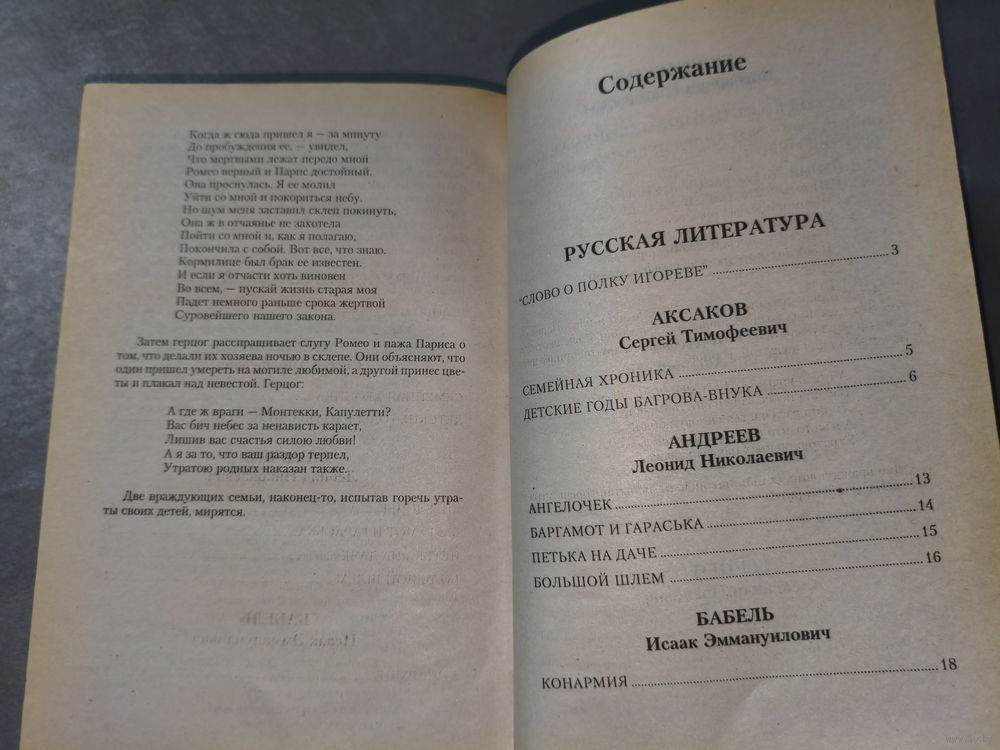 Когда ж сюда пришел я — за минуту
До пробуждения ее, — увидел,
Что мертвыми лежат передо мной
Ромео верный и Парис достойный.
Она проснулась. Я ее молил
Уйти со мной и покориться небу.
Но шум меня заставил склеп покинуть,
Она ж в отчаянье не захотела
Пойти со мной и, как я полагаю,
Покончила с собой. Вот все, что знаю.
Кормилице был брак ее известен.
И если я отчасти хоть виновен
Во всем, — пускай жизнь старая моя
Падет немного раньше срока жертвой
Суровейшего нашего закона.
Затем герцог расспрашивает слугу Ромео и пажа Париса о
том, что делали их хозяева ночью в склепе. Они объясняют, что
один пришел умереть на могиле любимой, а другой принес цве-
ты и плакал над невестой. Герцог:
А где ж враги — Монтекки, Капулетти?
Вас бич небес за ненависть карает,
Лишив вас счастья силою любви!
А я за то, что ваш раздор терпел,
Утратою родных наказан также...
Две враждующих семьи, наконец-то, испытав горечь утра-
ты своих детей, мирятся.
Содержание
РУССКАЯ ЛИТЕРАТУРА
"СЛОВО О ПОЛКУ ИГОРЕВЕ" ... 3
АКСАКОВ
Сергей Тимофеевич
СЕМЕЙНАЯ ХРОНИКА ... 5
ДЕТСКИЕ ГОДЫ БАГРОВА-ВНУКА ... 6
АНДРЕЕВ
Леонид Николаевич
АНГЕЛОЧЕК ... 13
БАРГАМОТ И ГАРАСЬКА ... 14
ПЕТЬКА НА ДАЧЕ ... 15
БОЛЬШОЙ ШЛЕМ ... 16
БАБЕЛЬ
Исаак Эммануилович
КОНАРМИЯ ... 18